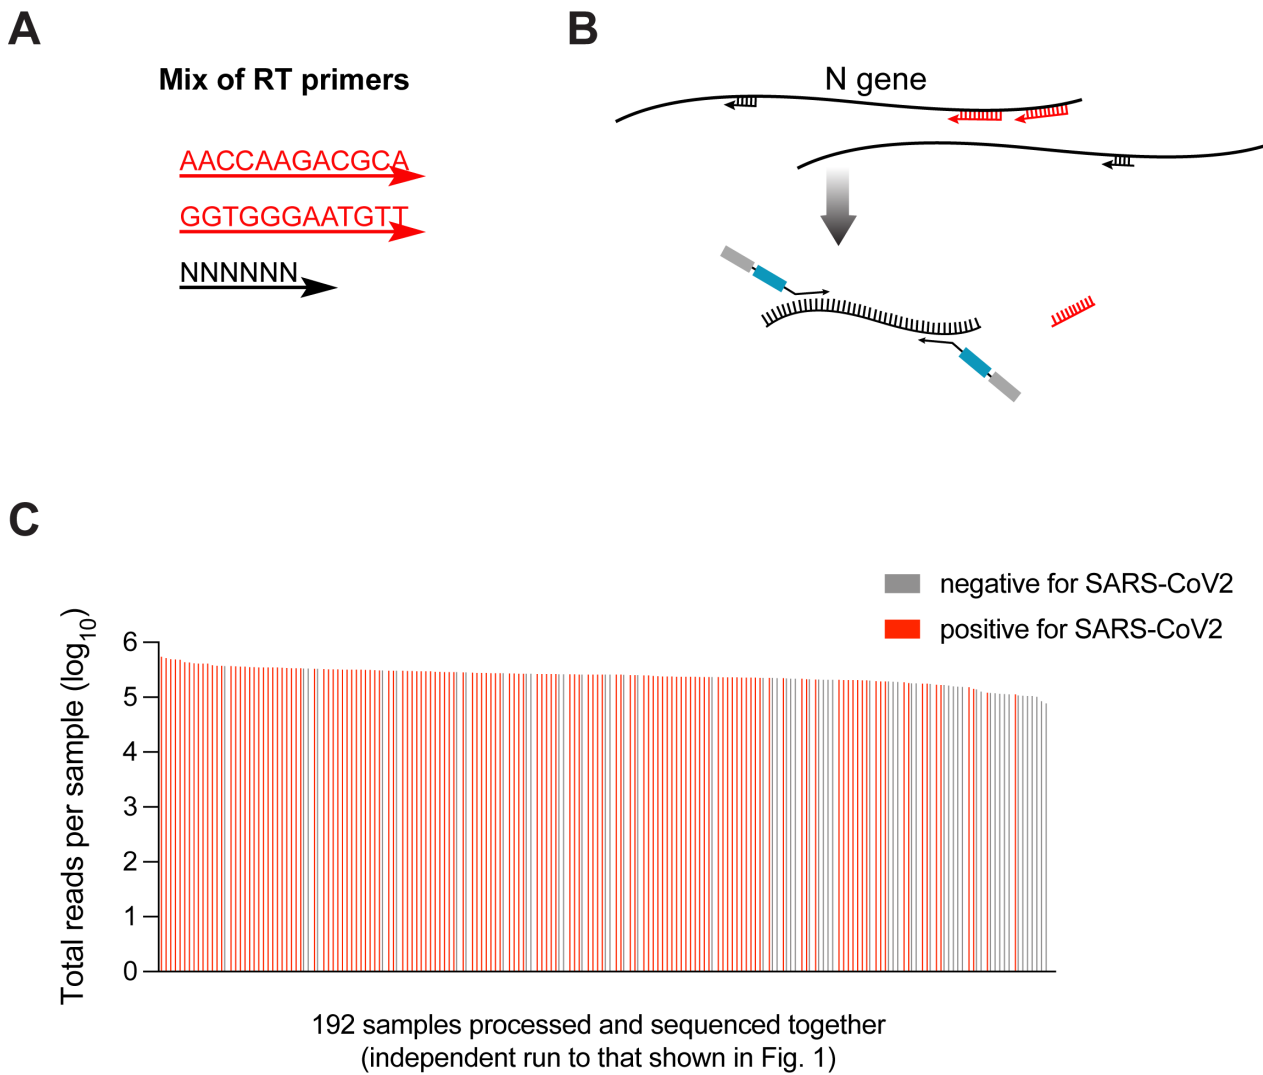 A
Mix of RT primers
AACCAAGACGCA
GGTGGGAATGTT
NNNNNN
B
N gene
C
negative for SARS-CoV2
positive for SARS-CoV2
Total reads per sample (log10)
6
5
4
3
2
1
0
192 samples processed and sequenced together
(independent run to that shown in Fig. 1)